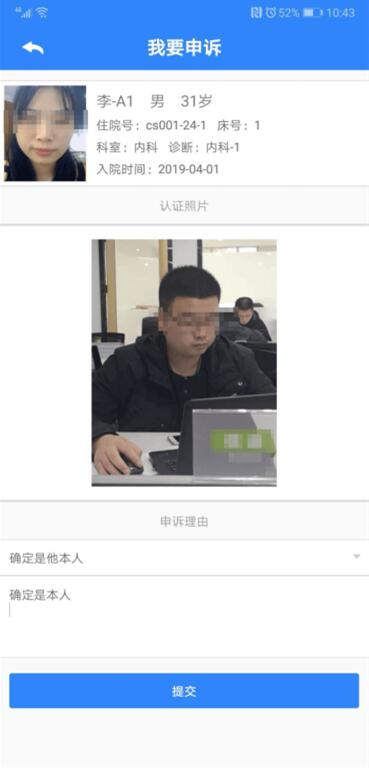 4G 52% 10:43
我要申诉
李-A1 男 31岁
住院号：cs001-24-1 床号：1
科室：内科 诊断：内科-1
入院时间：2019-04-01
认证照片
申诉理由
确定是他本人
确定是本人
提交